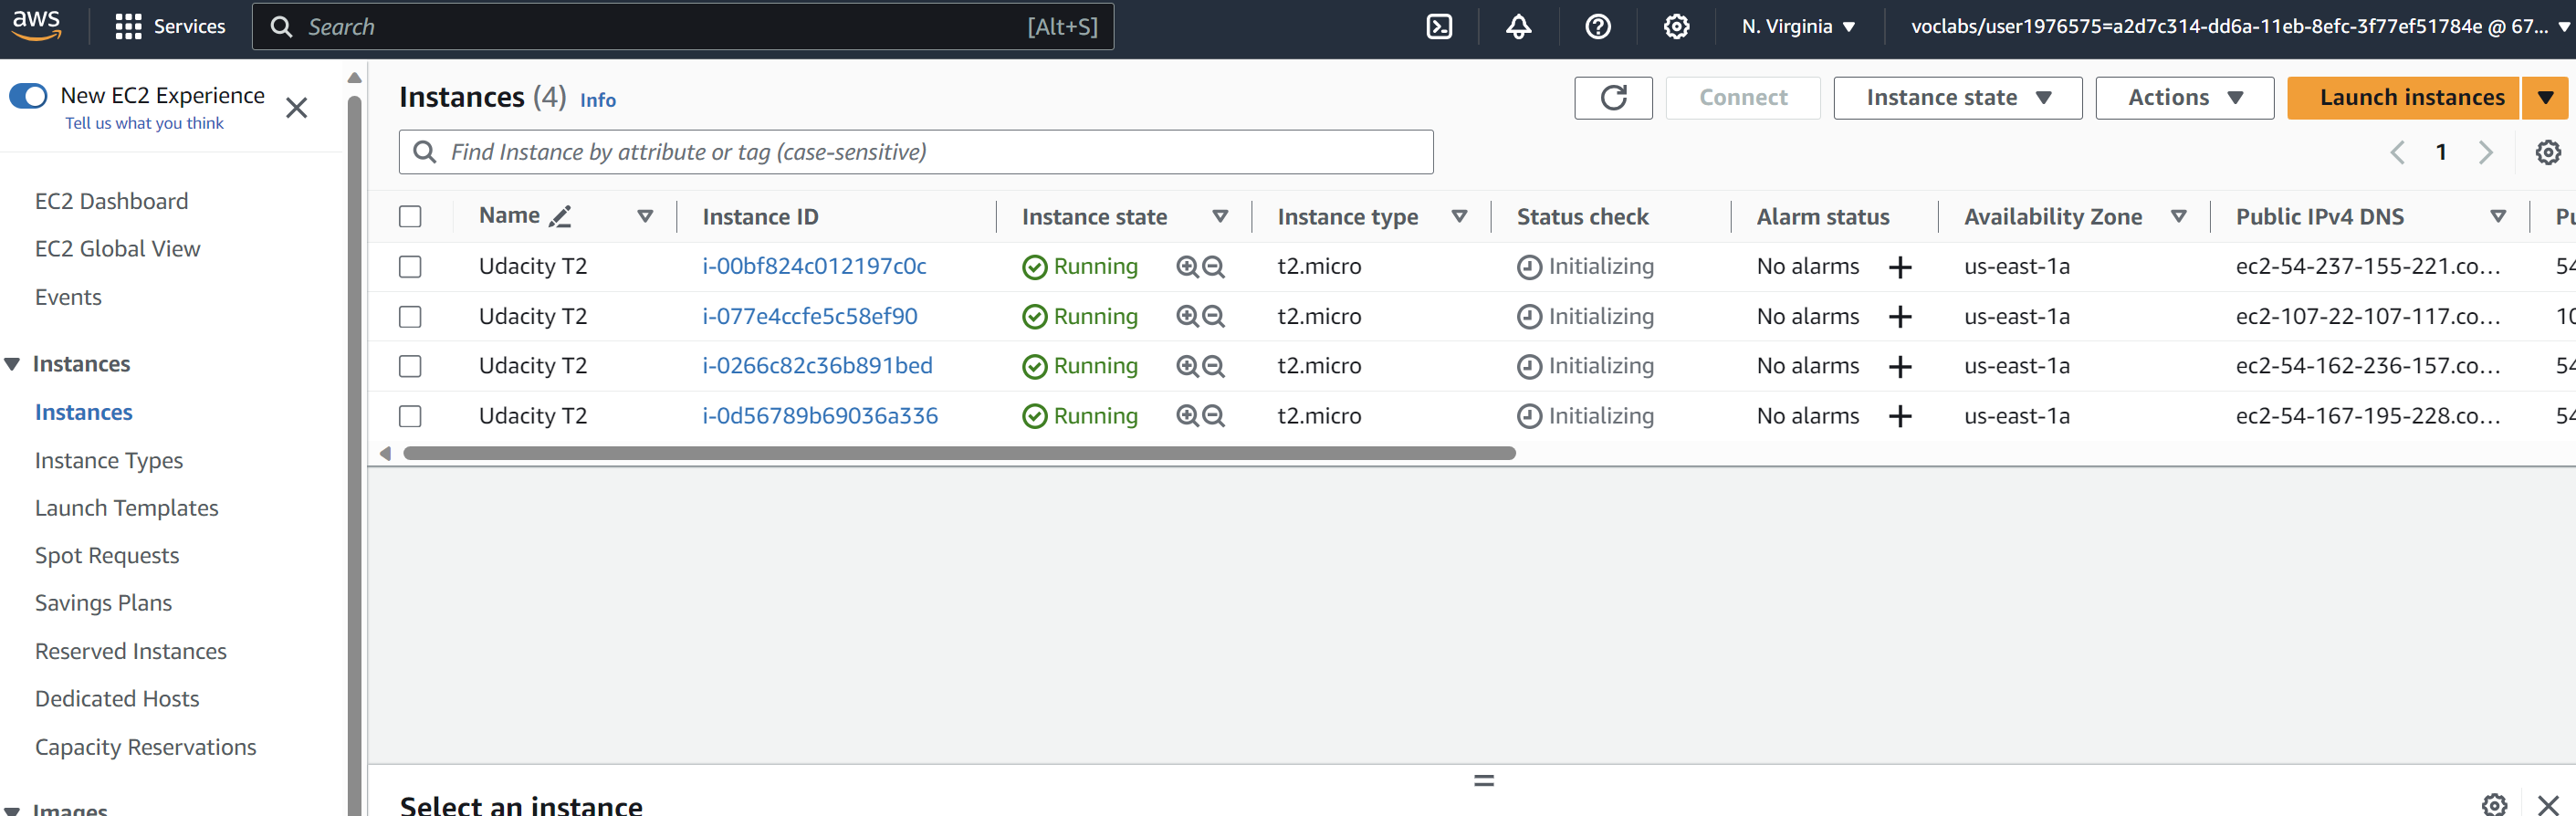 aws Services Search [Alt+S] N. Virginia voclabs/user1976575=a2d7c314-dd6a-11eb-8efc-3f77ef51784e @ 67...
New EC2 Experience
Tell us what you think
EC2 Dashboard
EC2 Global View
Events
Instances
Instances
Instance Types
Launch Templates
Spot Requests
Savings Plans
Reserved Instances
Dedicated Hosts
Capacity Reservations
Images
Instances (4) Info Connect Instance state Actions Launch instances
Find Instance by attribute or tag (case-sensitive) 1
Name Instance ID Instance state Instance type Status check Alarm status Availability Zone Public IPv4 DNS
Udacity T2 i-00bf824c012197c0c Running t2.micro Initializing No alarms us-east-1a ec2-54-237-155-221.co... 54
Udacity T2 i-077e4ccfe5c58ef90 Running t2.micro Initializing No alarms us-east-1a ec2-107-22-107-117.co... 10
Udacity T2 i-0266c82c36b891bed Running t2.micro Initializing No alarms us-east-1a ec2-54-162-236-157.co... 54
Udacity T2 i-0d56789b69036a336 Running t2.micro Initializing No alarms us-east-1a ec2-54-167-195-228.co... 54
Select an instance